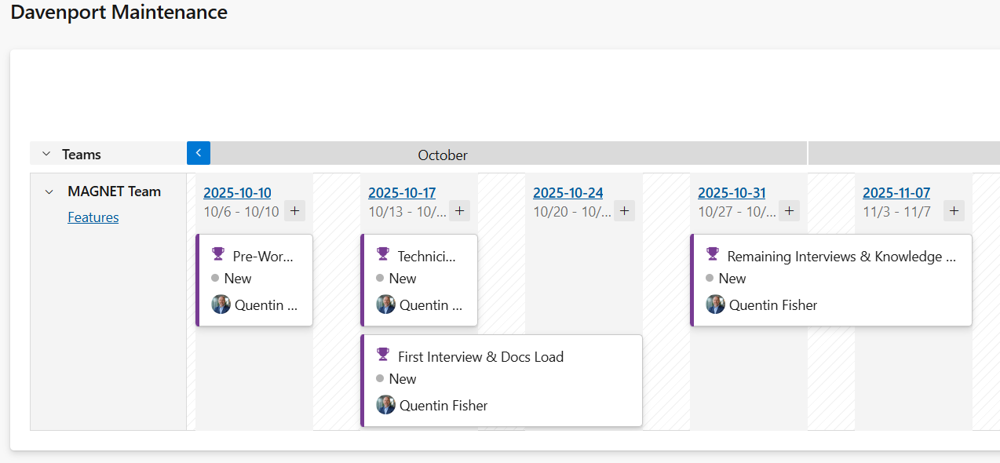 Davenport Maintenance
Teams
October
MAGNET Team
Features
2025-10-10
10/6 - 10/10
2025-10-17
10/13 - 10/...
2025-10-24
10/20 - 10/...
2025-10-31
10/27 - 10/...
2025-11-07
11/3 - 11/7
Pre-Wor...
New
Quentin ...
Technici...
New
Quentin ...
Remaining Interviews & Knowledge ...
New
Quentin Fisher
First Interview & Docs Load
New
Quentin Fisher